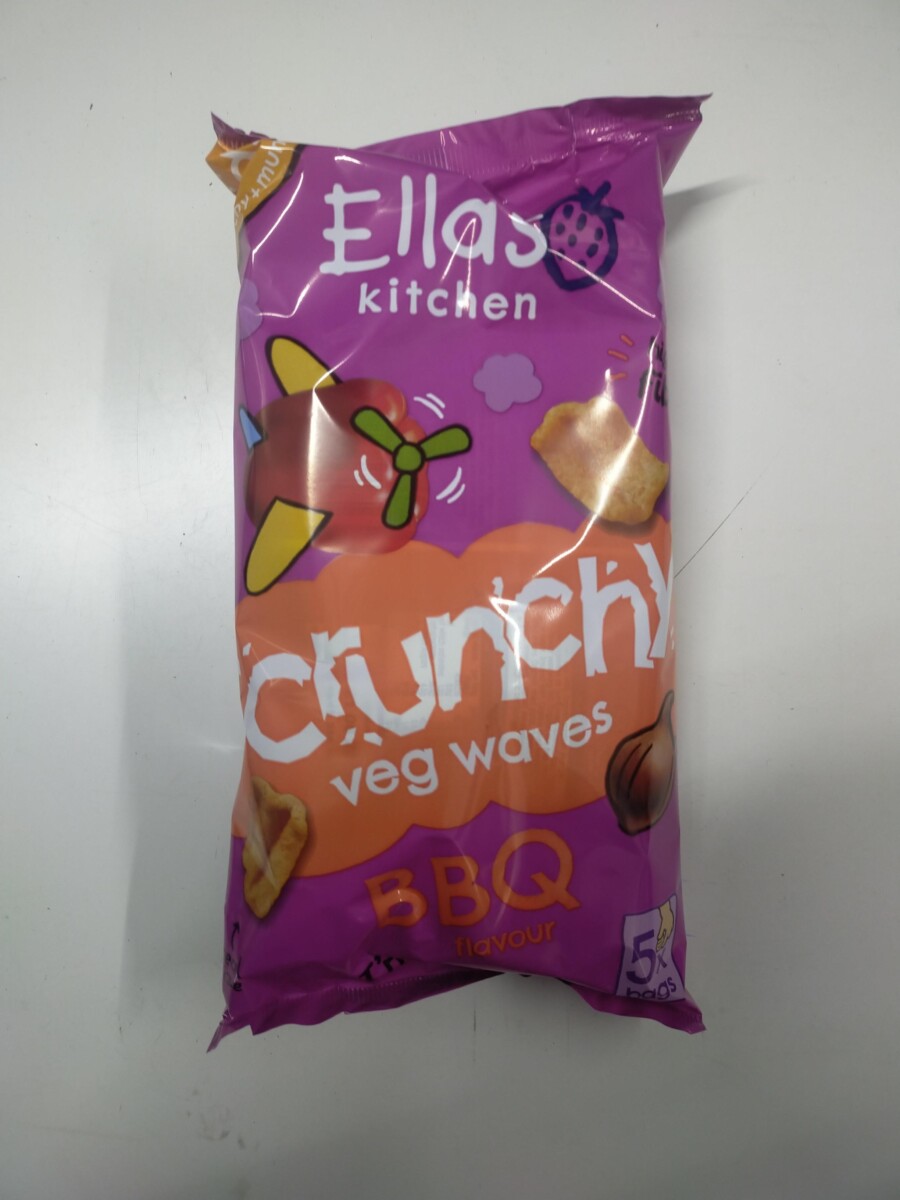 Ellas
kitchen
crunchy
veg waves
BBQ
flavour
5x
bags